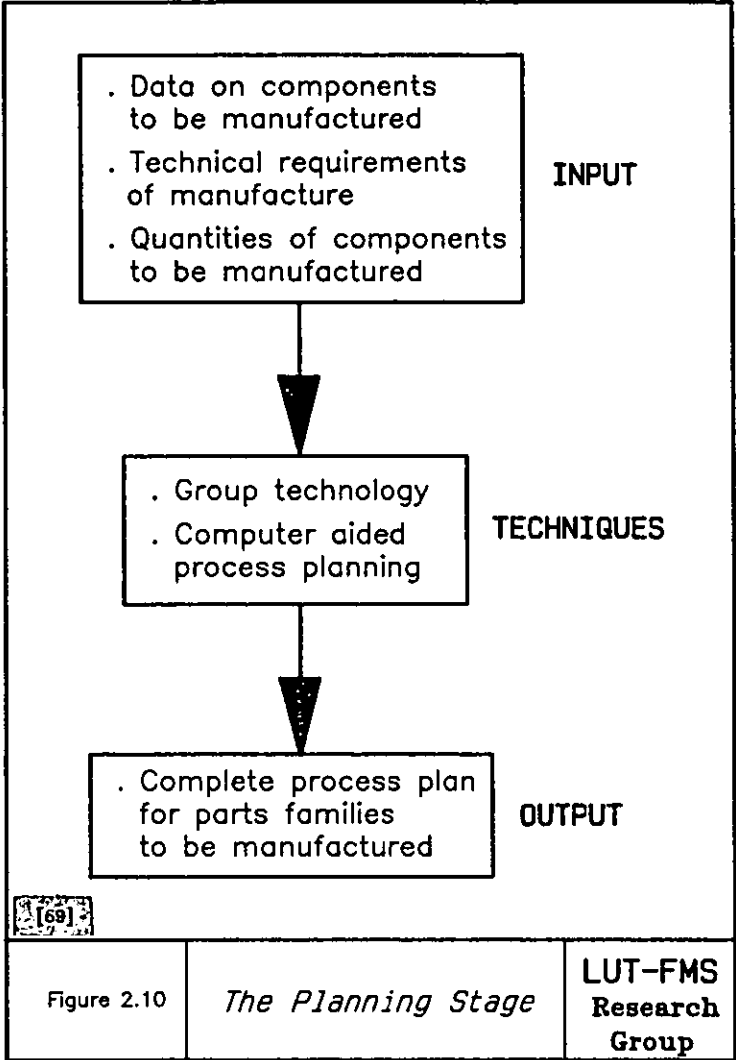 . Data on components
to be manufactured
. Technical requirements
of manufacture
. Quantities of components
to be manufactured
INPUT
. Group technology
. Computer aided
process planning
TECHNIQUES
. Complete process plan
for parts families
to be manufactured
OUTPUT
[69]
Figure 2.10
The Planning Stage
LUT-FMS
Research
Group